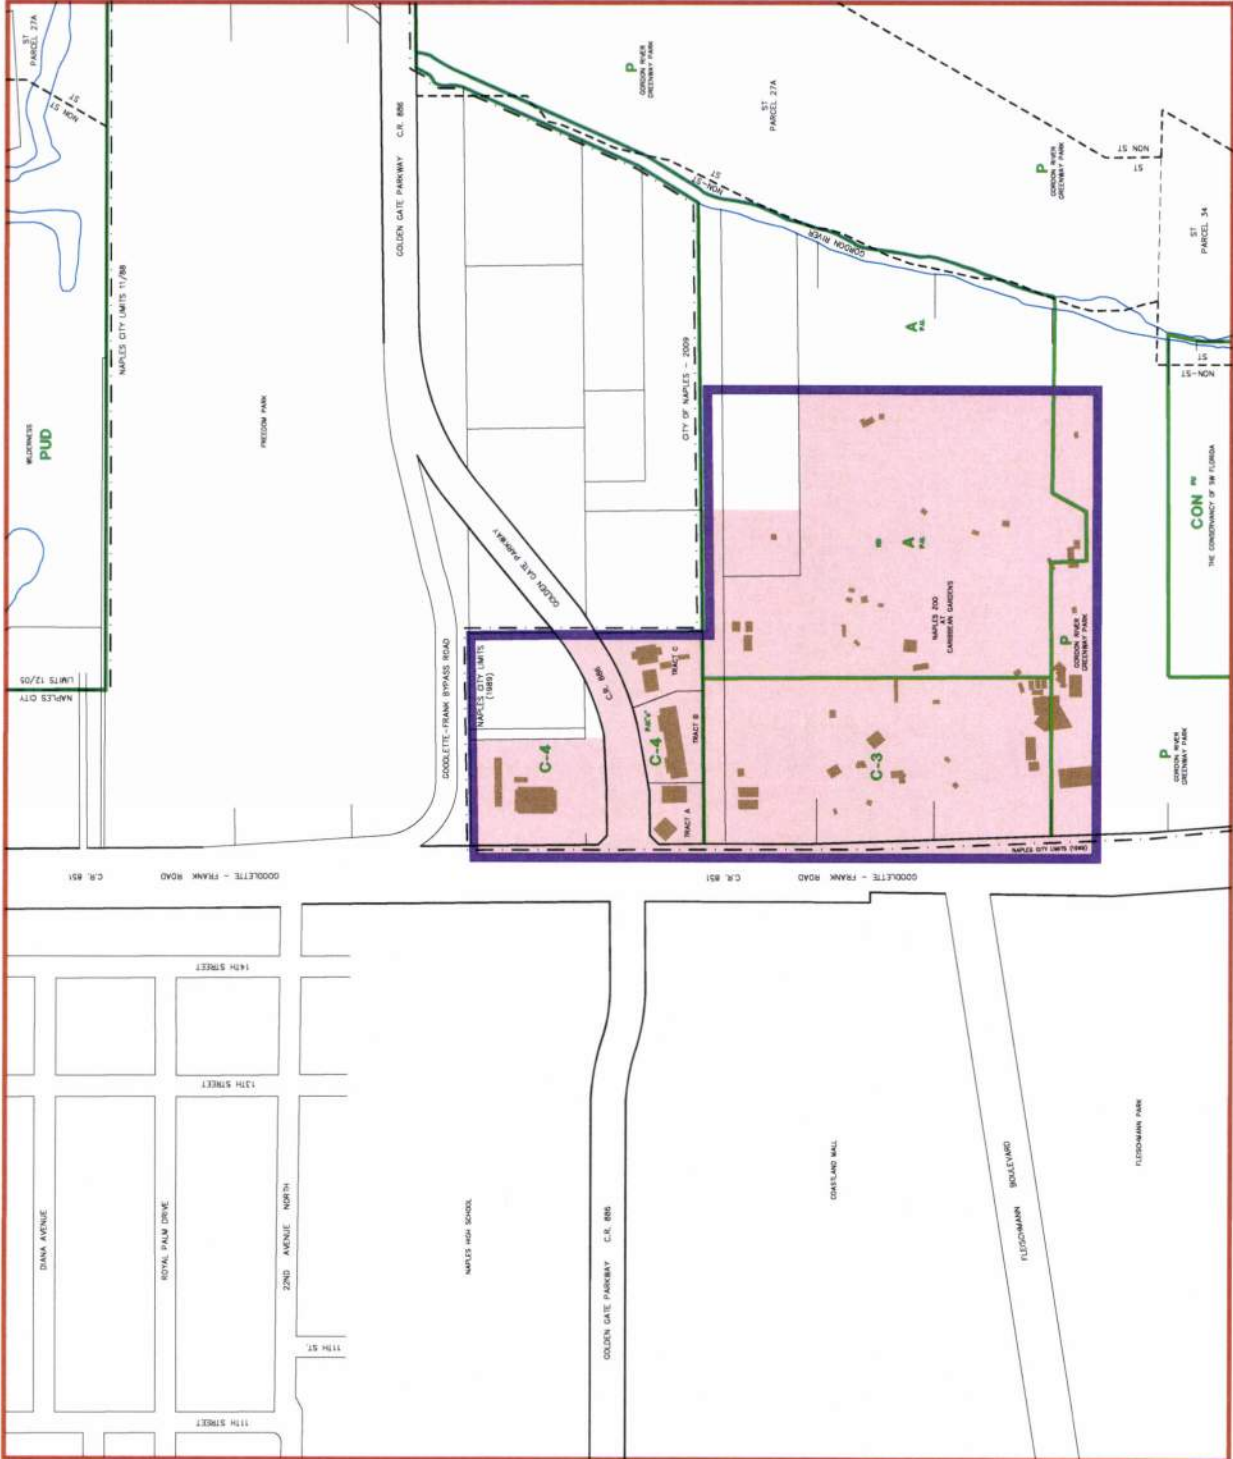 ST
PARCEL 27A
NON ST
ST
WILDERNESS
PUD
NAPLES CITY LIMITS 11/88
NAPLES CITY
LIMITS 12/05
FREEDOM PARK
GOLDEN GATE PARKWAY C.R. 886
P
GORDON RIVER
GREENWAY PARK
ST
PARCEL 27A
ST
NON-ST
GORDON RIVER
P
GORDON RIVER
GREENWAY PARK
NON ST
ST
ST
PARCEL 34
ST
NON-ST
A
CITY OF NAPLES - 2009
GOLDEN GATE PARKWAY
GOODLETTE-FRANK BYPASS ROAD
NAPLES CITY LIMITS
(1989)
C.R. 886
TRACT C
C-4
C-4
TRACT B
TRACT A
A
NAPLES ZOO
AT
CARIBBEAN GARDENS
C-3
P
GORDON RIVER
GREENWAY PARK
CON
THE CONSERVANCY OF SW FLORIDA
P
GORDON RIVER
GREENWAY PARK
NAPLES CITY LIMITS
GOODLETTE - FRANK ROAD C.R. 851
GOODLETTE - FRANK ROAD C.R. 851
14TH STREET
13TH STREET
DIANA AVENUE
ROYAL PALM DRIVE
22ND AVENUE NORTH
11TH ST.
11TH STREET
NAPLES HIGH SCHOOL
GOLDEN GATE PARKWAY C.R. 886
COASTLAND MALL
FLEISCHMANN BOULEVARD
FLEISCHMANN PARK